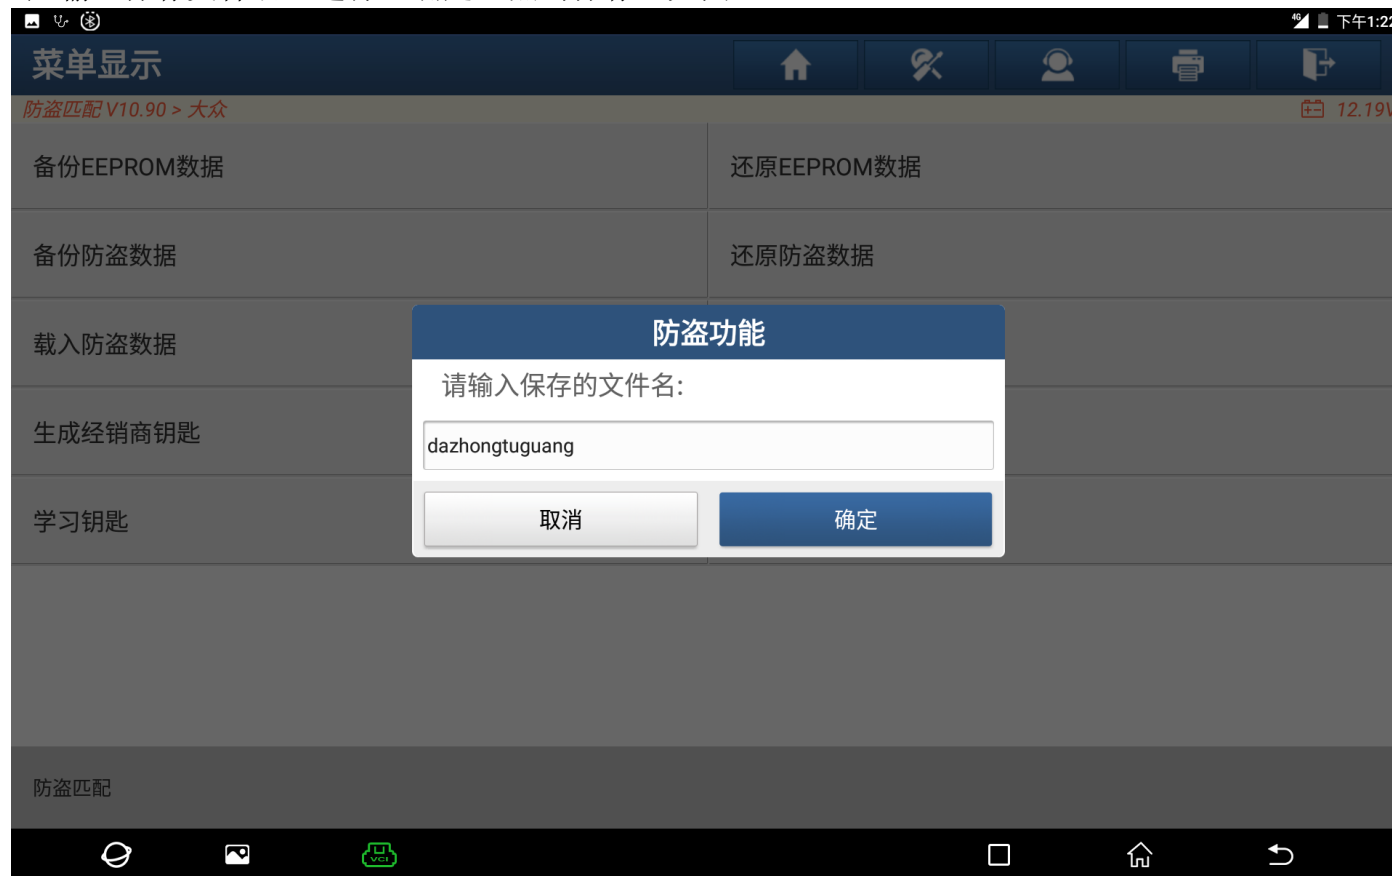 4G 下午1:22
菜单显示
防盗匹配 V10.90 > 大众 12.19V
备份EEPROM数据 还原EEPROM数据
备份防盗数据 还原防盗数据
载入防盗数据
生成经销商钥匙
学习钥匙
防盗功能
请输入保存的文件名:
dazhongtuguang
取消 确定
防盗匹配
VCI